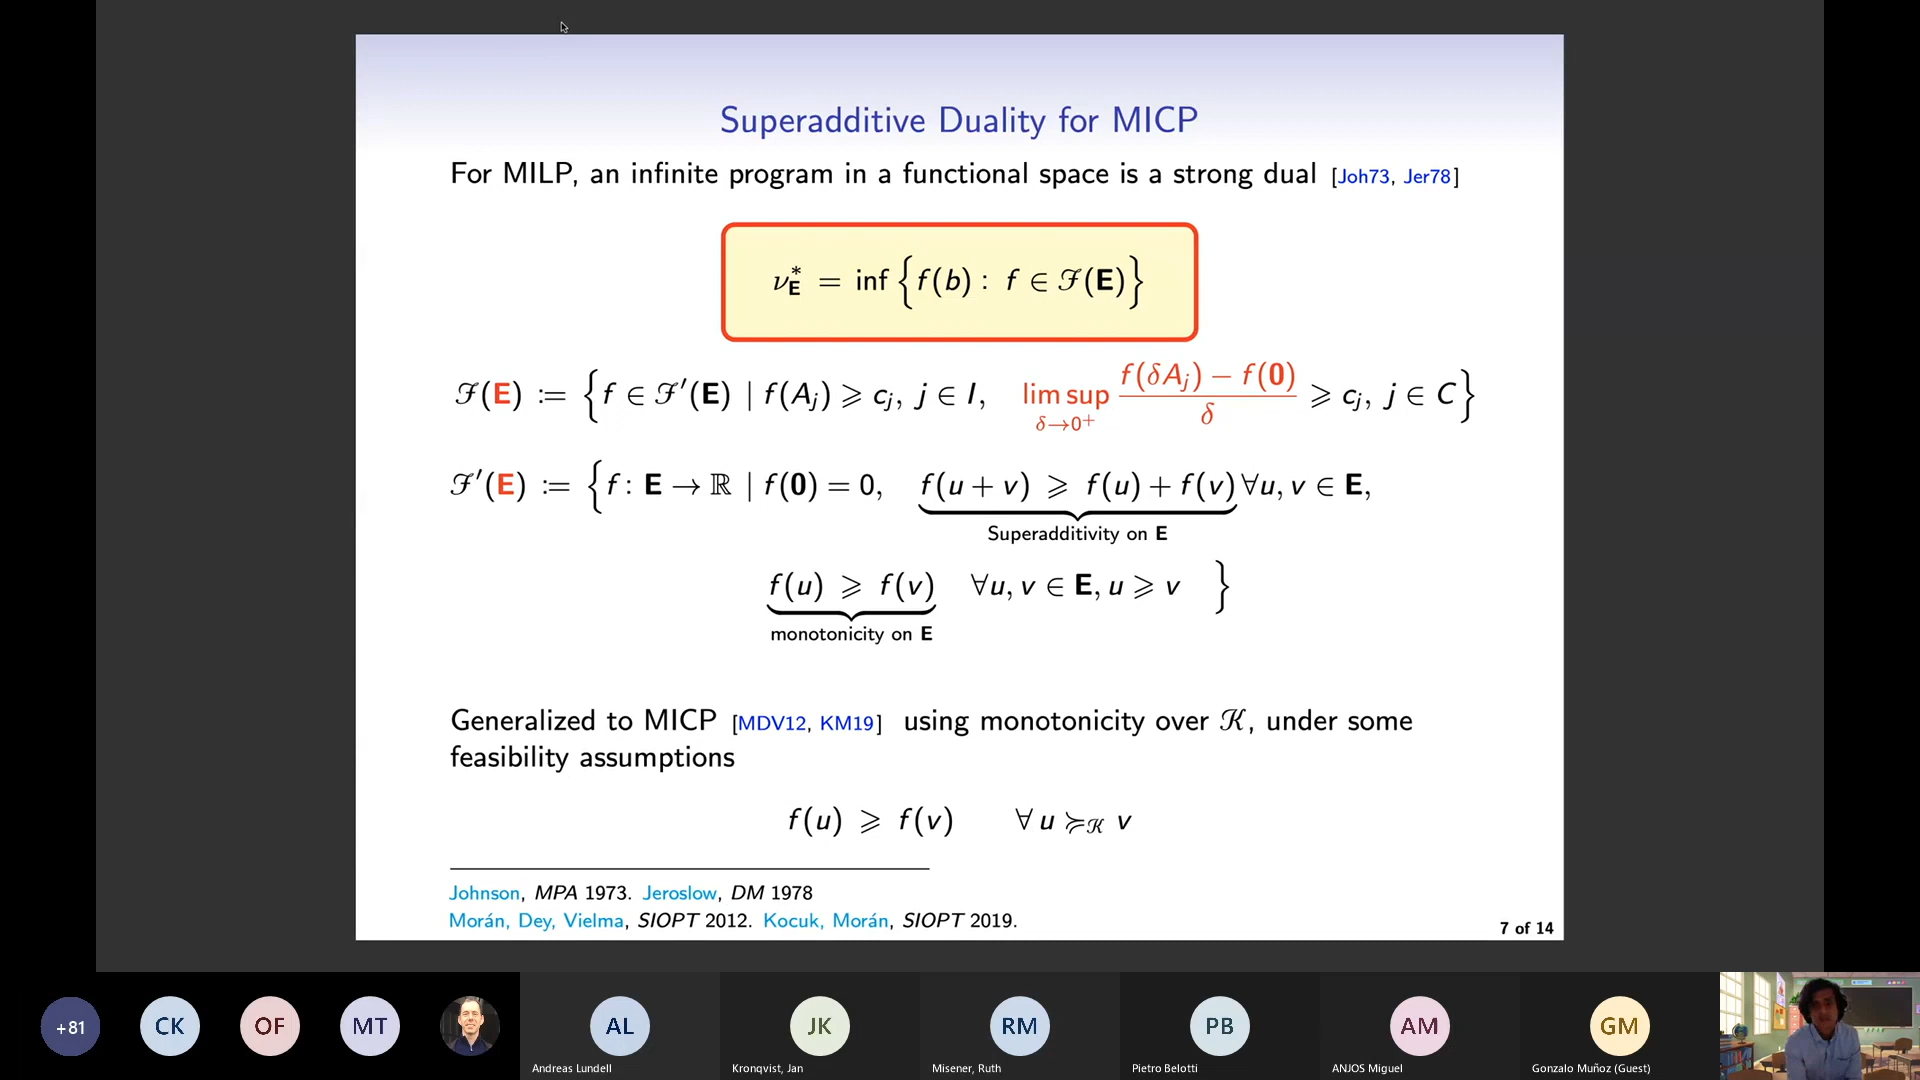 Superadditive Duality for MICP
For MILP, an infinite program in a functional space is a strong dual [Joh73, Jer78]
ν*_E = inf { f(b) : f ∈ ℱ(E) }
ℱ(E) := { f ∈ ℱ′(E) | f(A_j) ⩾ c_j, j ∈ I, lim sup_{δ→0⁺} (f(δA_j) − f(0))/δ ⩾ c_j, j ∈ C }
ℱ′(E) := { f : E → ℝ | f(0) = 0, f(u + v) ⩾ f(u) + f(v) ∀u, v ∈ E,
Superadditivity on E
f(u) ⩾ f(v) ∀u, v ∈ E, u ⩾ v }
monotonicity on E
Generalized to MICP [MDV12, KM19] using monotonicity over 𝒦, under some
feasibility assumptions
f(u) ⩾ f(v) ∀ u ≽_𝒦 v
Johnson, MPA 1973. Jeroslow, DM 1978
Morán, Dey, Vielma, SIOPT 2012. Kocuk, Morán, SIOPT 2019.
7 of 14
+81 CK OF MT AL JK RM PB AM GM
Andreas Lundell Kronqvist, Jan Misener, Ruth Pietro Belotti ANJOS Miguel Gonzalo Muñoz (Guest)